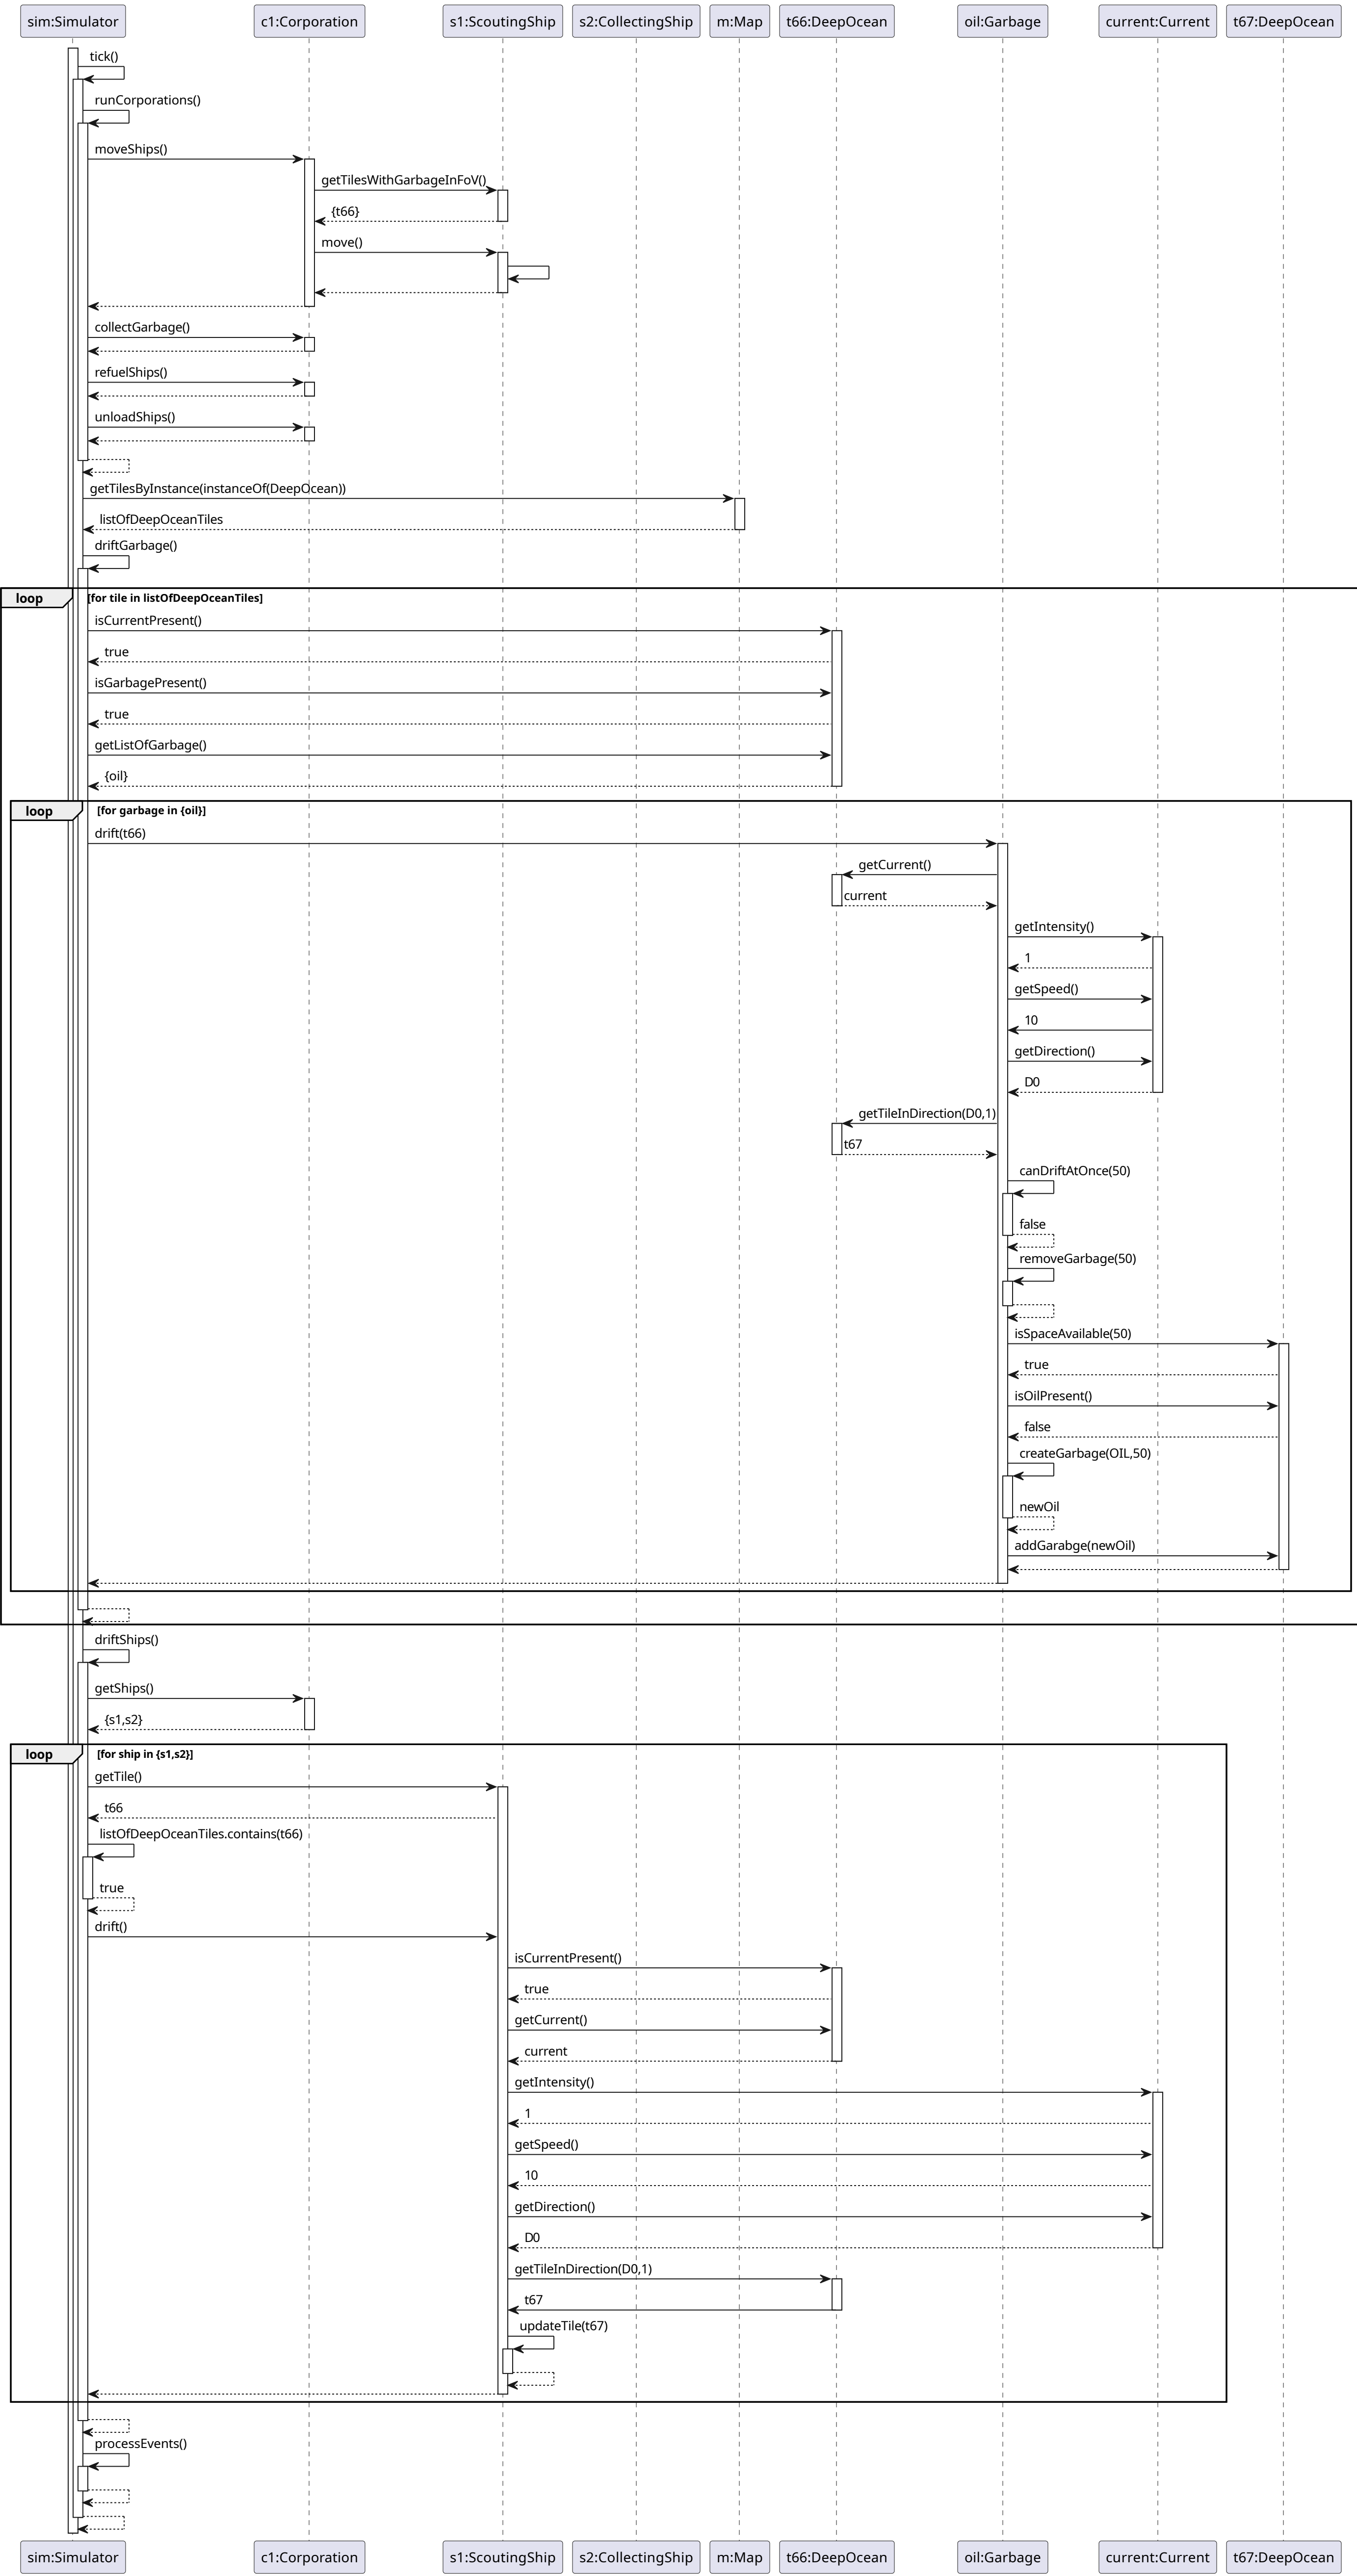 sim:Simulator
c1:Corporation
s1:ScoutingShip
s2:CollectingShip
m:Map
t66:DeepOcean
oil:Garbage
current:Current
t67:DeepOcean
tick()
runCorporations()
moveShips()
getTilesWithGarbageInFoV()
{t66}
move()
collectGarbage()
refuelShips()
unloadShips()
getTilesByInstance(instanceOf(DeepOcean))
listOfDeepOceanTiles
driftGarbage()
loop [for tile in listOfDeepOceanTiles]
isCurrentPresent()
true
isGarbagePresent()
true
getListOfGarbage()
{oil}
loop [for garbage in {oil}]
drift(t66)
getCurrent()
current
getIntensity()
1
getSpeed()
10
getDirection()
D0
getTileInDirection(D0,1)
t67
canDriftAtOnce(50)
false
removeGarbage(50)
isSpaceAvailable(50)
true
isOilPresent()
false
createGarbage(OIL,50)
newOil
addGarabge(newOil)
driftShips()
getShips()
{s1,s2}
loop [for ship in {s1,s2}]
getTile()
t66
listOfDeepOceanTiles.contains(t66)
true
drift()
isCurrentPresent()
true
getCurrent()
current
getIntensity()
1
getSpeed()
10
getDirection()
D0
getTileInDirection(D0,1)
t67
updateTile(t67)
processEvents()
sim:Simulator
c1:Corporation
s1:ScoutingShip
s2:CollectingShip
m:Map
t66:DeepOcean
oil:Garbage
current:Current
t67:DeepOcean